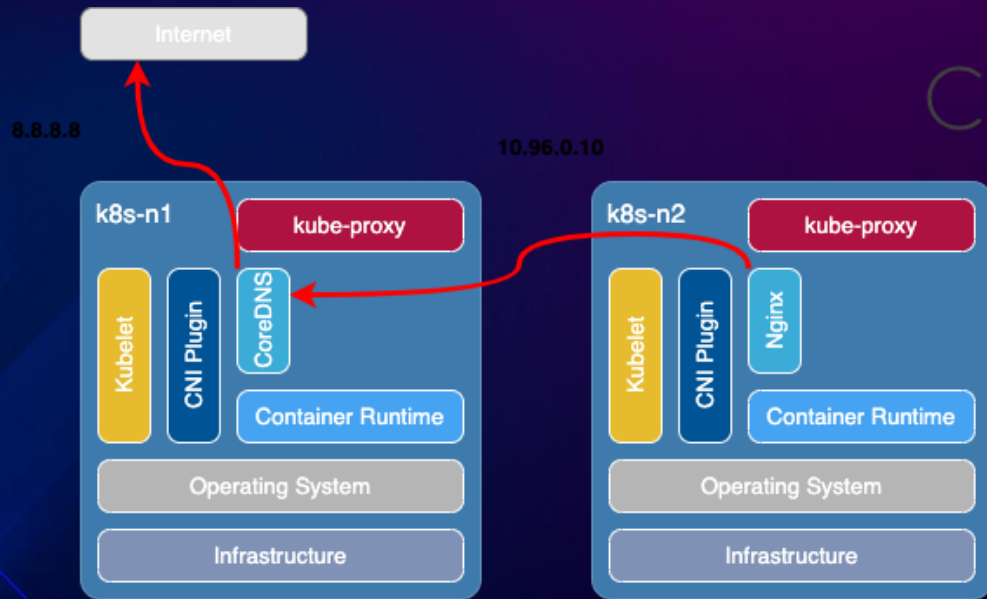 Internet
8.8.8.8
10.96.0.10
k8s-n1
kube-proxy
Kubelet
CNI Plugin
CoreDNS
Container Runtime
Operating System
Infrastructure
k8s-n2
kube-proxy
Kubelet
CNI Plugin
Nginx
Container Runtime
Operating System
Infrastructure